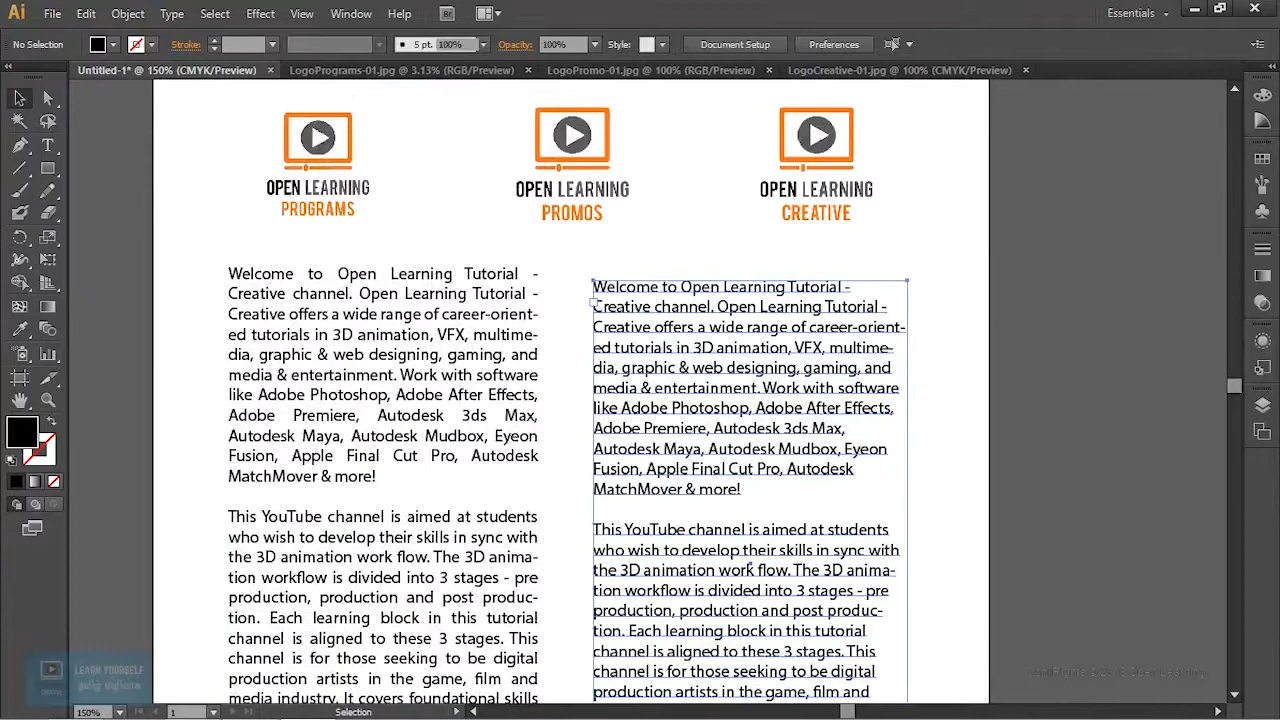 Ai File Edit Object Type Select Effect View Window Help Br Essentials
No Selection Stroke: 5 pt. 100% Opacity: 100% Style: Document Setup Preferences
Untitled-1* @ 150% (CMYK/Preview) × LogoPrograms-01.jpg @ 3.13% (RGB/Preview) × LogoPromo-01.jpg @ 100% (RGB/Preview) × LogoCreative-01.jpg @ 100% (CMYK/Preview) ×
OPEN LEARNING
PROGRAMS
OPEN LEARNING
PROMOS
OPEN LEARNING
CREATIVE
Welcome to Open Learning Tutorial -
Creative channel. Open Learning Tutorial -
Creative offers a wide range of career-orient-
ed tutorials in 3D animation, VFX, multime-
dia, graphic & web designing, gaming, and
media & entertainment. Work with software
like Adobe Photoshop, Adobe After Effects,
Adobe Premiere, Autodesk 3ds Max,
Autodesk Maya, Autodesk Mudbox, Eyeon
Fusion, Apple Final Cut Pro, Autodesk
MatchMover & more!
This YouTube channel is aimed at students
who wish to develop their skills in sync with
the 3D animation work flow. The 3D anima-
tion workflow is divided into 3 stages - pre
production, production and post produc-
tion. Each learning block in this tutorial
channel is aligned to these 3 stages. This
channel is for those seeking to be digital
production artists in the game, film and
media industry. It covers foundational skills
Welcome to Open Learning Tutorial -
Creative channel. Open Learning Tutorial -
Creative offers a wide range of career-orient-
ed tutorials in 3D animation, VFX, multime-
dia, graphic & web designing, gaming, and
media & entertainment. Work with software
like Adobe Photoshop, Adobe After Effects,
Adobe Premiere, Autodesk 3ds Max,
Autodesk Maya, Autodesk Mudbox, Eyeon
Fusion, Apple Final Cut Pro, Autodesk
MatchMover & more!
This YouTube channel is aimed at students
who wish to develop their skills in sync with
the 3D animation work flow. The 3D anima-
tion workflow is divided into 3 stages - pre
production, production and post produc-
tion. Each learning block in this tutorial
channel is aligned to these 3 stages. This
channel is for those seeking to be digital
production artists in the game, film and
LEARN YOURSELF
Open Learning
150% 1 Selection